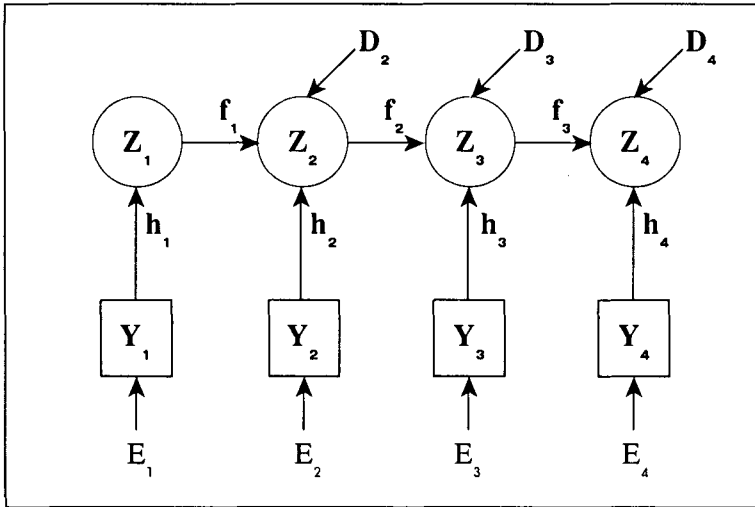 D₂ D₃ D₄
f₁ f₂ f₃
Z₁ Z₂ Z₃ Z₄
h₁ h₂ h₃ h₄
Y₁ Y₂ Y₃ Y₄
E₁ E₂ E₃ E₄